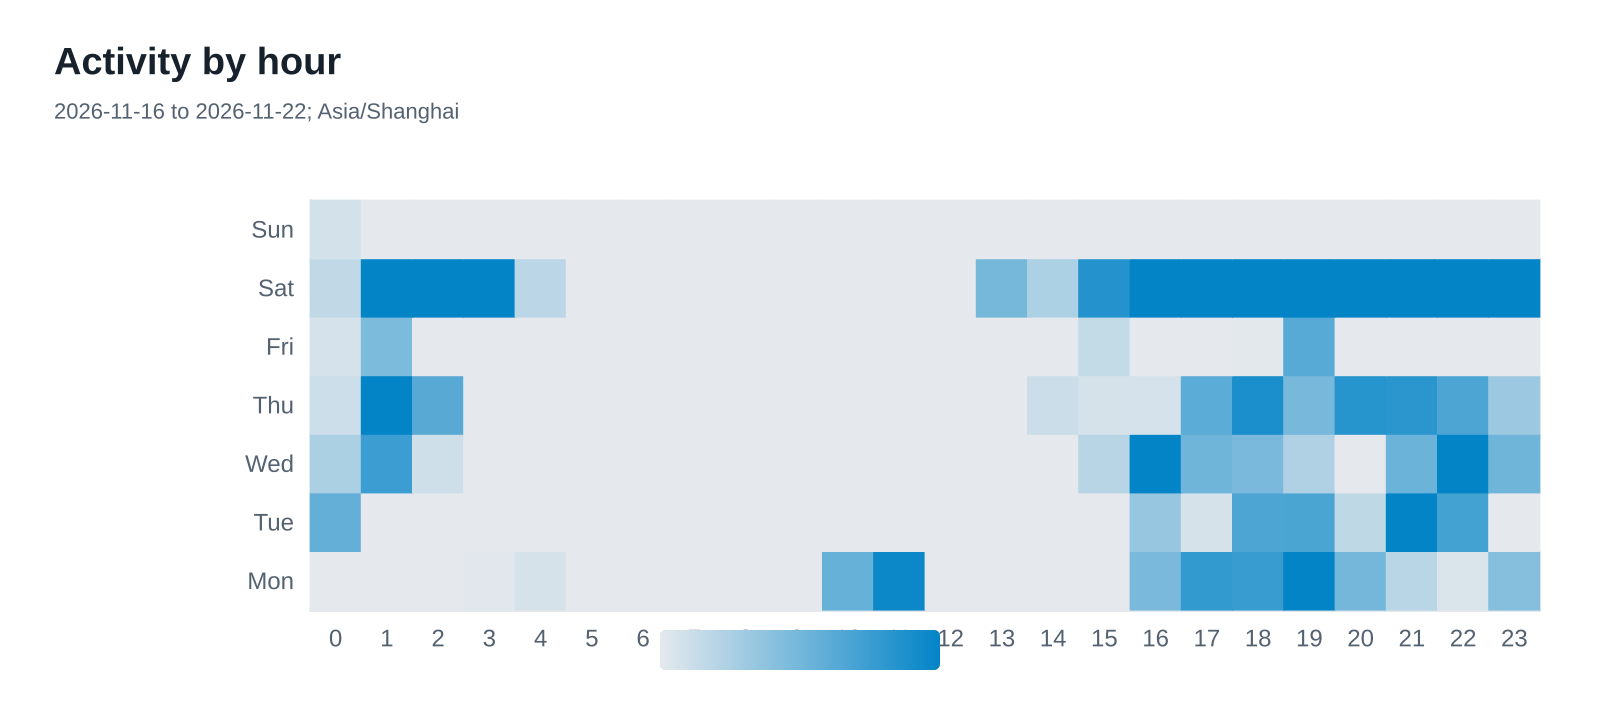 Activity by hour
2026-11-16 to 2026-11-22; Asia/Shanghai
Sun
Sat
Fri
Thu
Wed
Tue
Mon
0 1 2 3 4 5 6 12 13 14 15 16 17 18 19 20 21 22 23